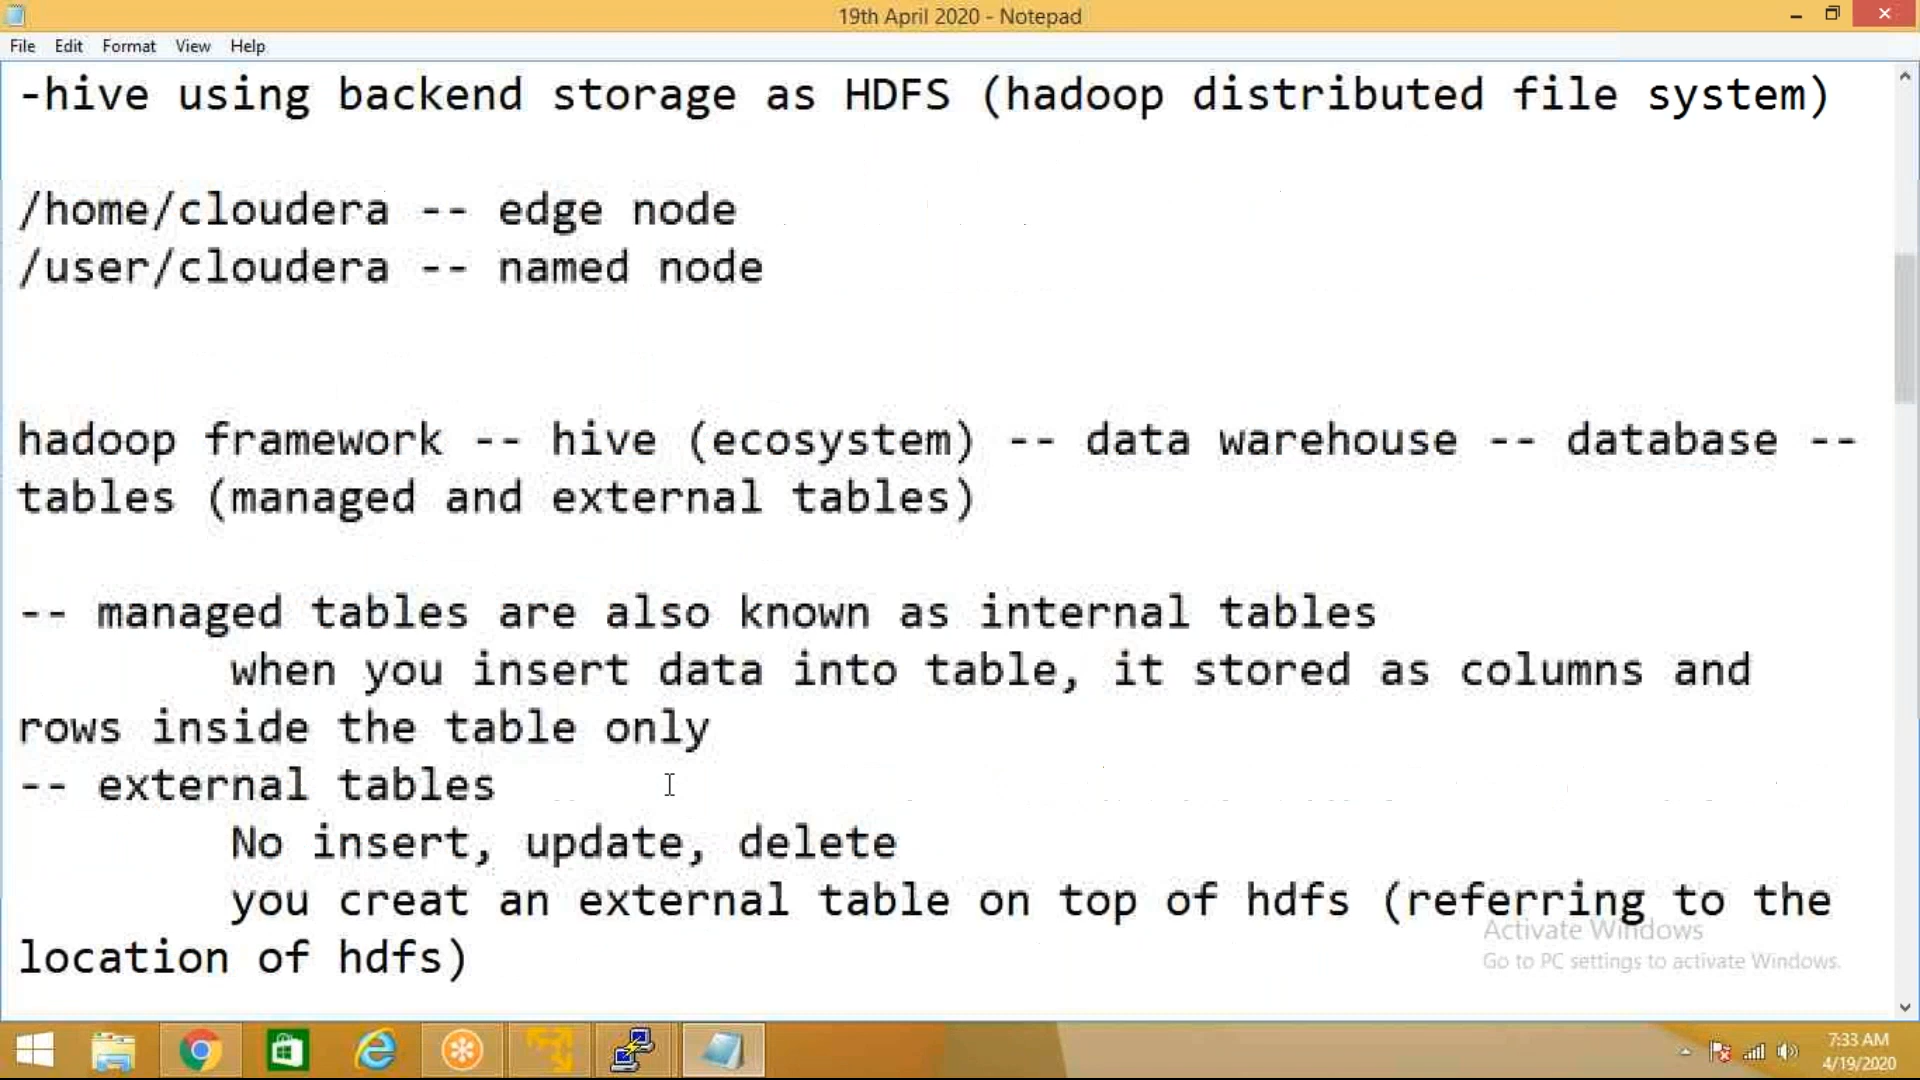 19th April 2020 - Notepad
File Edit Format View Help
-hive using backend storage as HDFS (hadoop distributed file system)
/home/cloudera -- edge node
/user/cloudera -- named node
hadoop framework -- hive (ecosystem) -- data warehouse -- database --
tables (managed and external tables)
-- managed tables are also known as internal tables
when you insert data into table, it stored as columns and
rows inside the table only
-- external tables
No insert, update, delete
you creat an external table on top of hdfs (referring to the
location of hdfs)
Activate Windows
Go to PC settings to activate Windows.
7:33 AM
4/19/2020